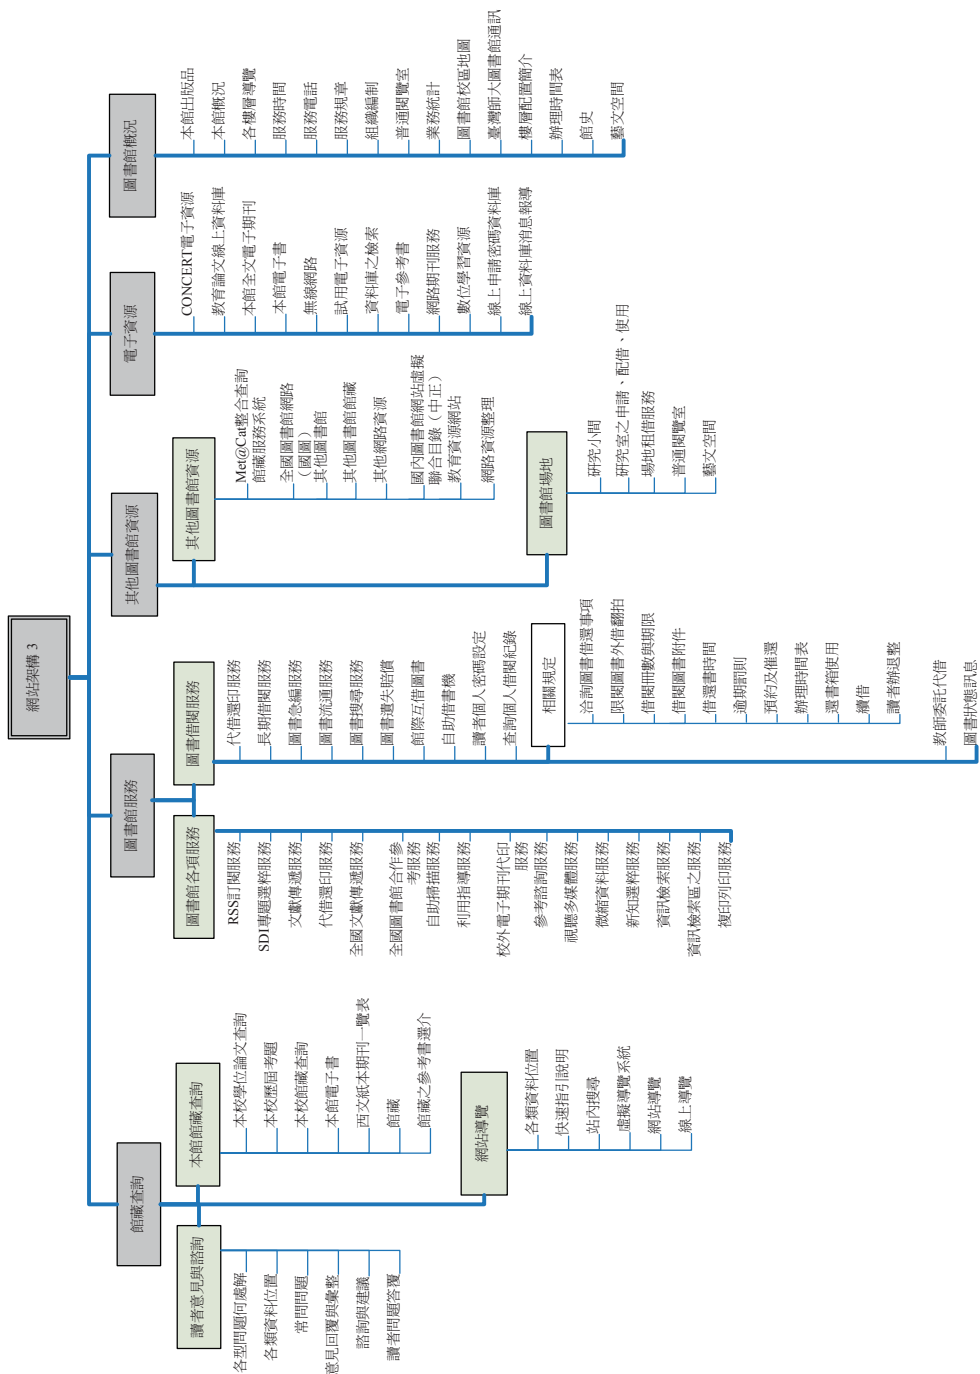 網站架構 3
館藏查詢
讀者意見與諮詢
各型問題何處解
各類資料位置
常問問題
意見回覆與彙整
諮詢與建議
讀者問題答覆
本館館藏查詢
本校學位論文查詢
本校歷屆考題
本校館藏查詢
本館電子書
西文紙本期刊一覽表
館藏
館藏之參考書選介
網站導覽
各類資料位置
快速指引說明
站內搜尋
虛擬導覽系統
網站導覽
線上導覽
圖書館服務
圖書館各項服務
RSS訂閱服務
SDI專題選粹服務
文獻傳遞服務
代借還印服務
全國文獻傳遞服務
全國圖書館合作參
考服務
自助掃描服務
利用指導服務
校外電子期刊代印
服務
參考諮詢服務
視聽多媒體服務
微縮資料服務
新知選粹服務
資訊檢索服務
資訊檢索區之服務
複印列印服務
圖書借閱服務
代借還印服務
長期借閱服務
圖書急編服務
圖書流通服務
圖書搜尋服務
圖書遺失賠償
館際互借圖書
自助借書機
讀者個人密碼設定
查詢個人借閱紀錄
相關規定
洽詢圖書借還事項
限閱圖書外借翻拍
借閱冊數與期限
借閱圖書附件
借還書時間
逾期罰則
預約及催還
辦理時間表
還書箱使用
續借
讀者辦退整
教師委託代借
圖書狀態訊息
其他圖書館資源
其他圖書館資源
Met@Cat整合查詢
館藏服務系統
全國圖書館網路
（國圖）
其他圖書館
其他圖書館館藏
其他網路資源
國內圖書館網站虛擬
聯合目錄（中正）
教育資源網站
網路資源整理
圖書館場地
研究小間
研究室之申請、配借、使用
場地租借服務
普通閱覽室
藝文空間
電子資源
CONCERT電子資源
教育論文線上資料庫
本館全文電子期刊
本館電子書
無線網路
試用電子資源
資料庫之檢索
電子參考書
網路期刊服務
數位學習資源
線上申請密碼資料庫
線上資料庫消息報導
圖書館概況
本館出版品
本館概況
各樓層導覽
服務時間
服務電話
服務規章
組織編制
普通閱覽室
業務統計
圖書館校區地圖
臺灣師大圖書館通訊
樓層配置簡介
辦理時間表
館史
藝文空間